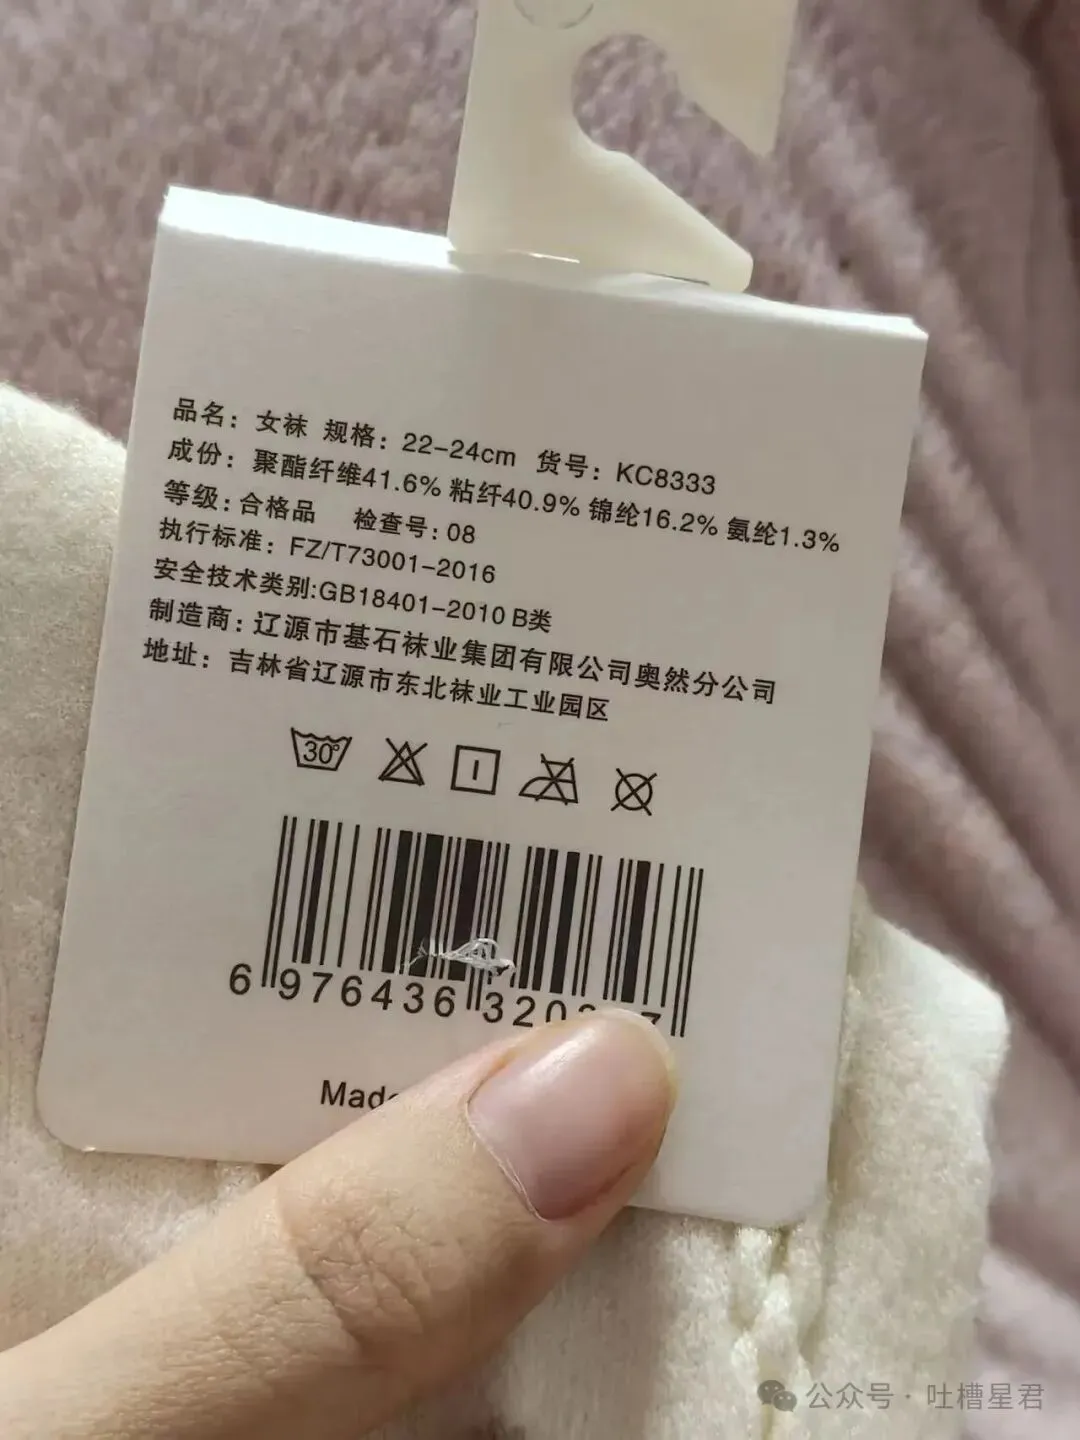 品名：女袜 规格：22-24cm 货号：KC8333
成份：聚酯纤维41.6% 粘纤40.9% 锦纶16.2% 氨纶1.3%
等级：合格品 检查号：08
执行标准：FZ/T73001-2016
安全技术类别:GB18401-2010 B类
制造商：辽源市基石袜业集团有限公司奥然分公司
地址：吉林省辽源市东北袜业工业园区
30°
6 976436 320
Made
公众号·吐槽星君